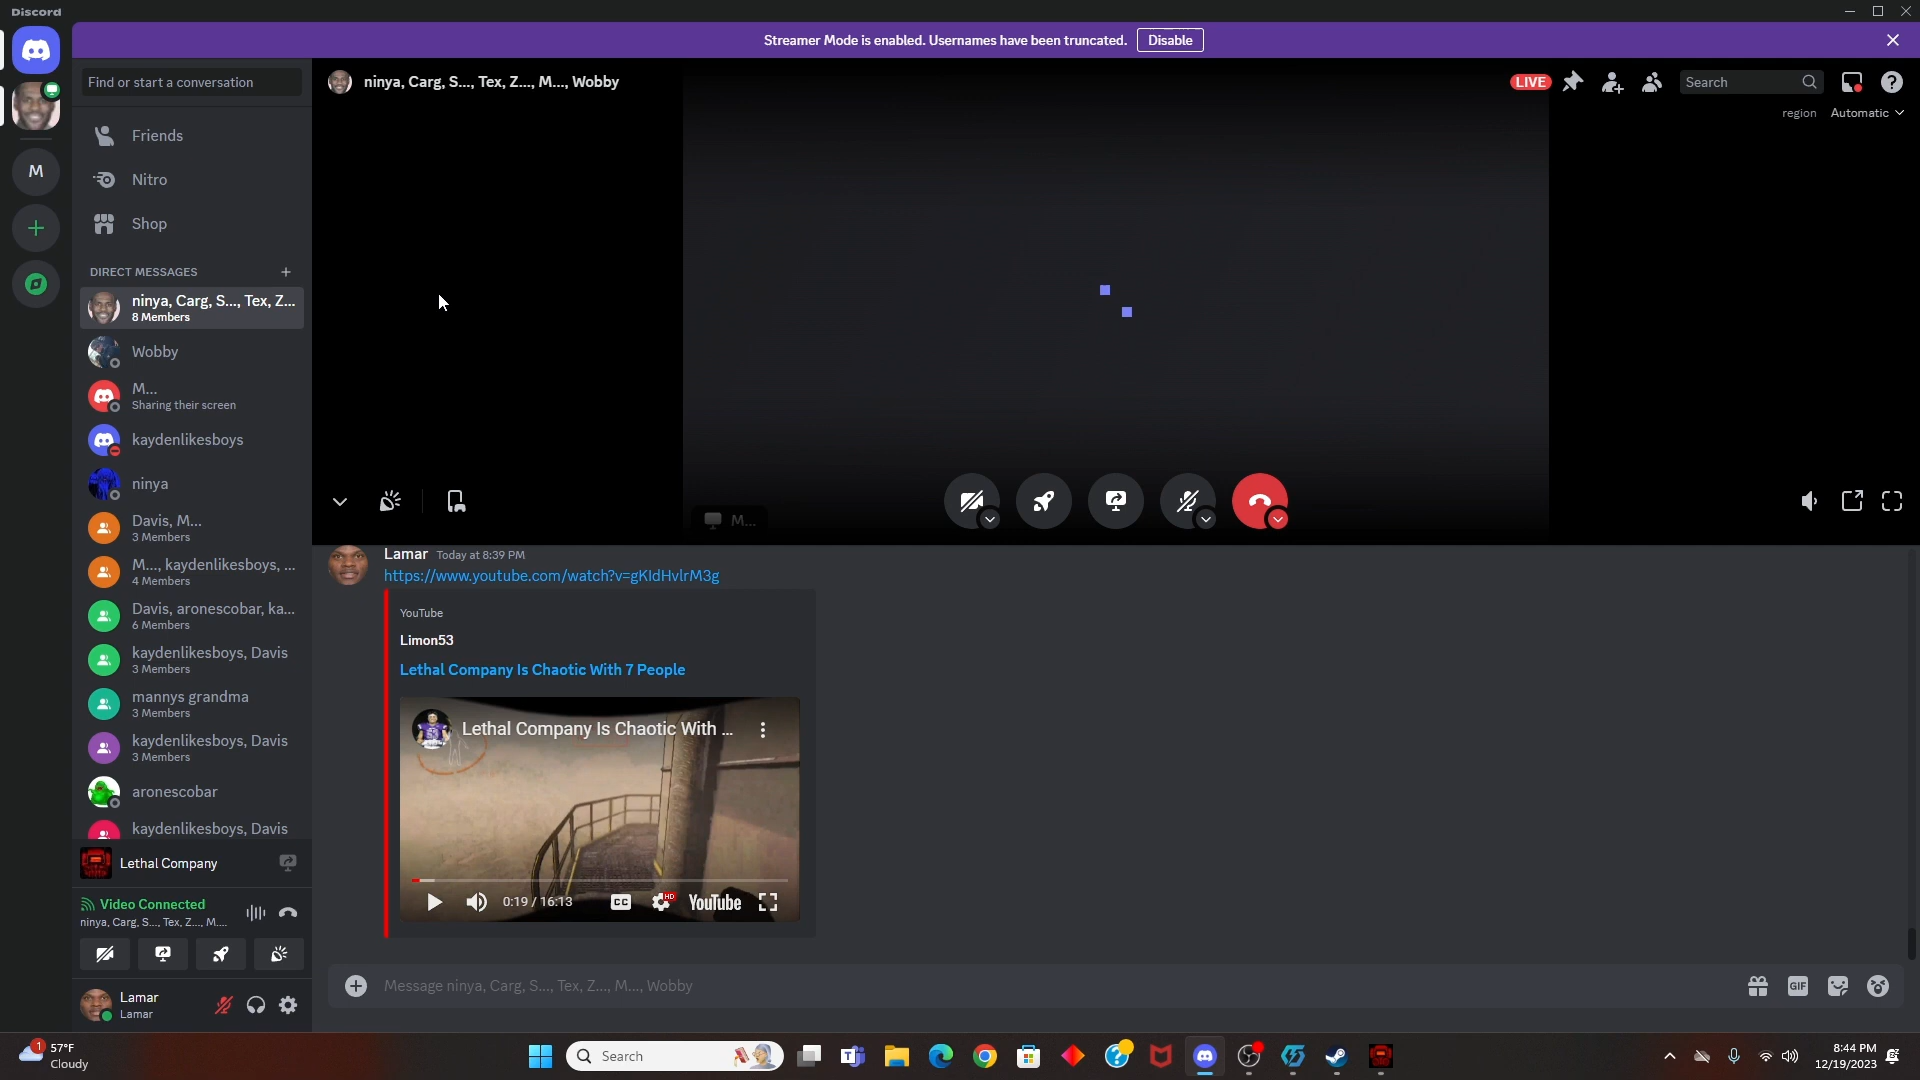 Discord
Streamer Mode is enabled. Usernames have been truncated. Disable
Find or start a conversation
ninya, Carg, S..., Tex, Z..., M..., Wobby
LIVE
Search
region Automatic
M
Friends
Nitro
Shop
DIRECT MESSAGES
ninya, Carg, S..., Tex, Z...
8 Members
Wobby
M...
Sharing their screen
kaydenlikesboys
ninya
Davis, M...
3 Members
M..., kaydenlikesboys, ...
4 Members
Davis, aronescobar, ka...
6 Members
kaydenlikesboys, Davis
3 Members
mannys grandma
3 Members
kaydenlikesboys, Davis
3 Members
aronescobar
kaydenlikesboys, Davis
Lethal Company
Video Connected
ninya, Carg, S..., Tex, Z..., M....
Lamar
Lamar
M...
Lamar Today at 8:39 PM
https://www.youtube.com/watch?v=gKIdHvlrM3g
YouTube
Limon53
Lethal Company Is Chaotic With 7 People
Lethal Company Is Chaotic With ...
0:19 / 16:13 CC HD YouTube
Message ninya, Carg, S..., Tex, Z..., M..., Wobby
GIF
1
57°F
Cloudy
Search
8:44 PM
12/19/2023